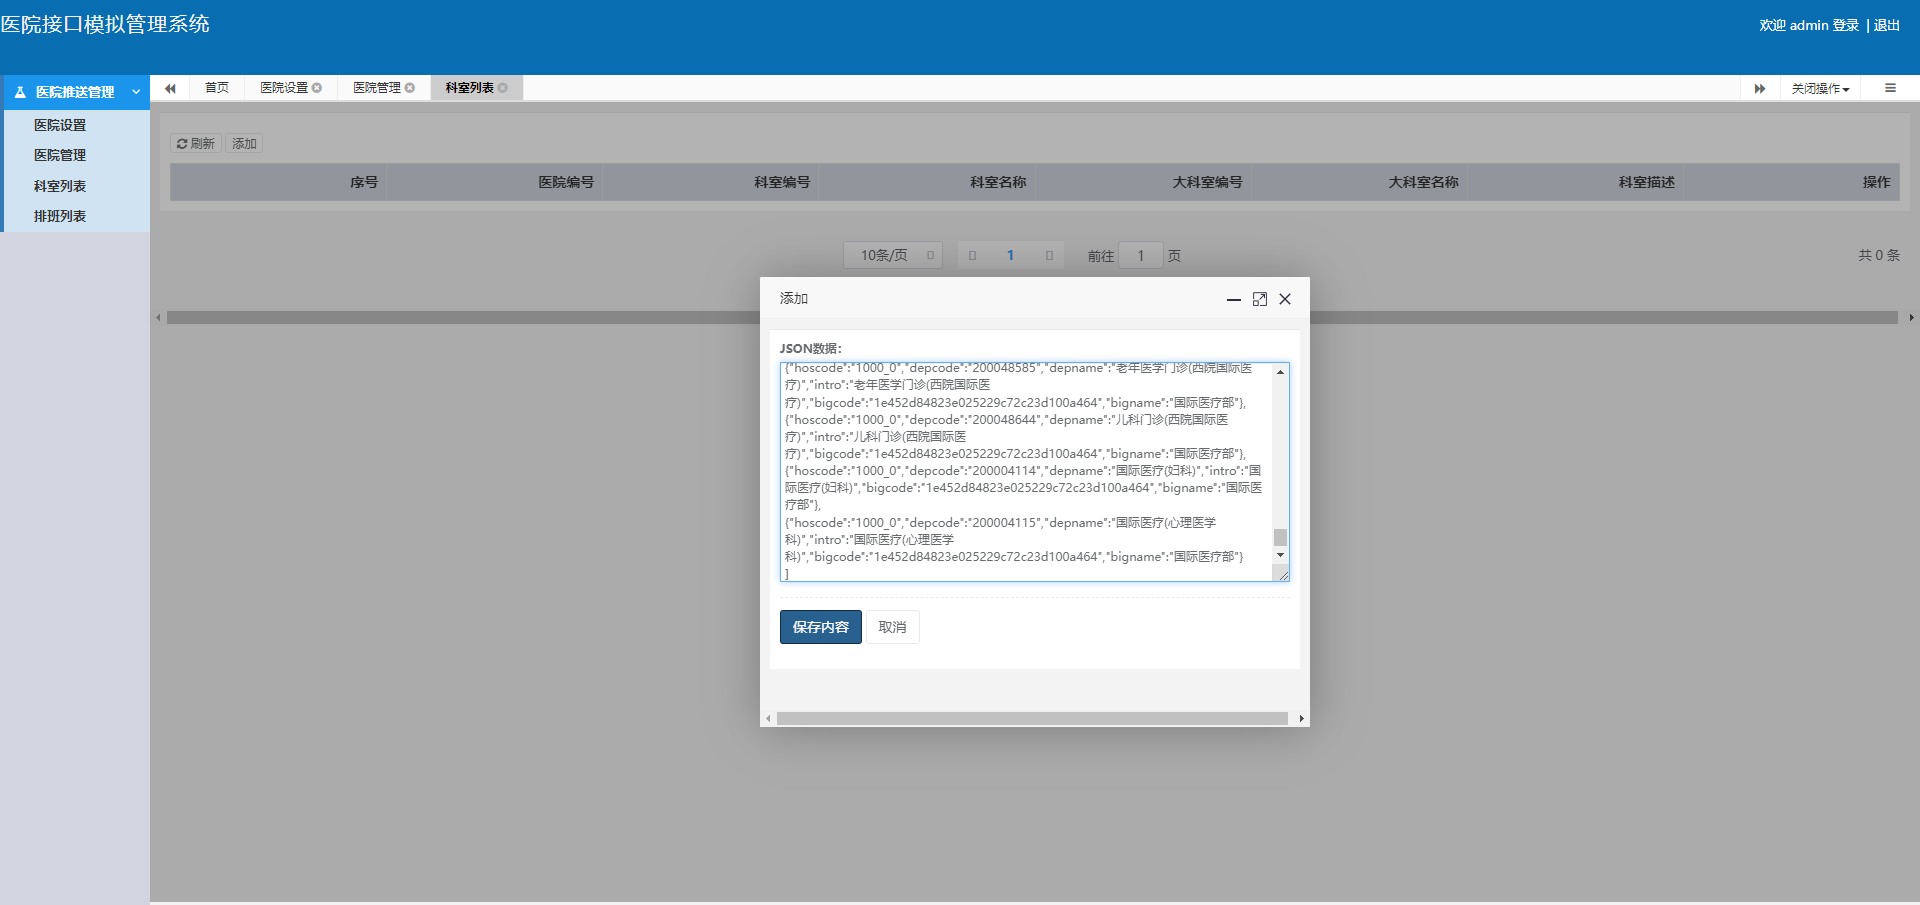 医院接口模拟管理系统
欢迎 admin 登录 | 退出
医院推送管理
首页
医院设置
医院管理
科室列表
关闭操作
医院设置
医院管理
科室列表
排班列表
刷新
添加
序号
医院编号
科室编号
科室名称
大科室编号
大科室名称
科室描述
操作
10条/页
1
前往 1 页
共 0 条
添加
JSON数据:
{"hoscode":"1000_0","depcode":"200048585","depname":"老年医学门诊(西院国际医
疗)","intro":"老年医学门诊(西院国际医
疗)","bigcode":"1e452d84823e025229c72c23d100a464","bigname":"国际医疗部"},
{"hoscode":"1000_0","depcode":"200048644","depname":"儿科门诊(西院国际医
疗)","intro":"儿科门诊(西院国际医
疗)","bigcode":"1e452d84823e025229c72c23d100a464","bigname":"国际医疗部"},
{"hoscode":"1000_0","depcode":"200004114","depname":"国际医疗(妇科)","intro":"国
际医疗(妇科)","bigcode":"1e452d84823e025229c72c23d100a464","bigname":"国际医
疗部"},
{"hoscode":"1000_0","depcode":"200004115","depname":"国际医疗(心理医学
科)","intro":"国际医疗(心理医学
科)","bigcode":"1e452d84823e025229c72c23d100a464","bigname":"国际医疗部"}
]
保存内容
取消